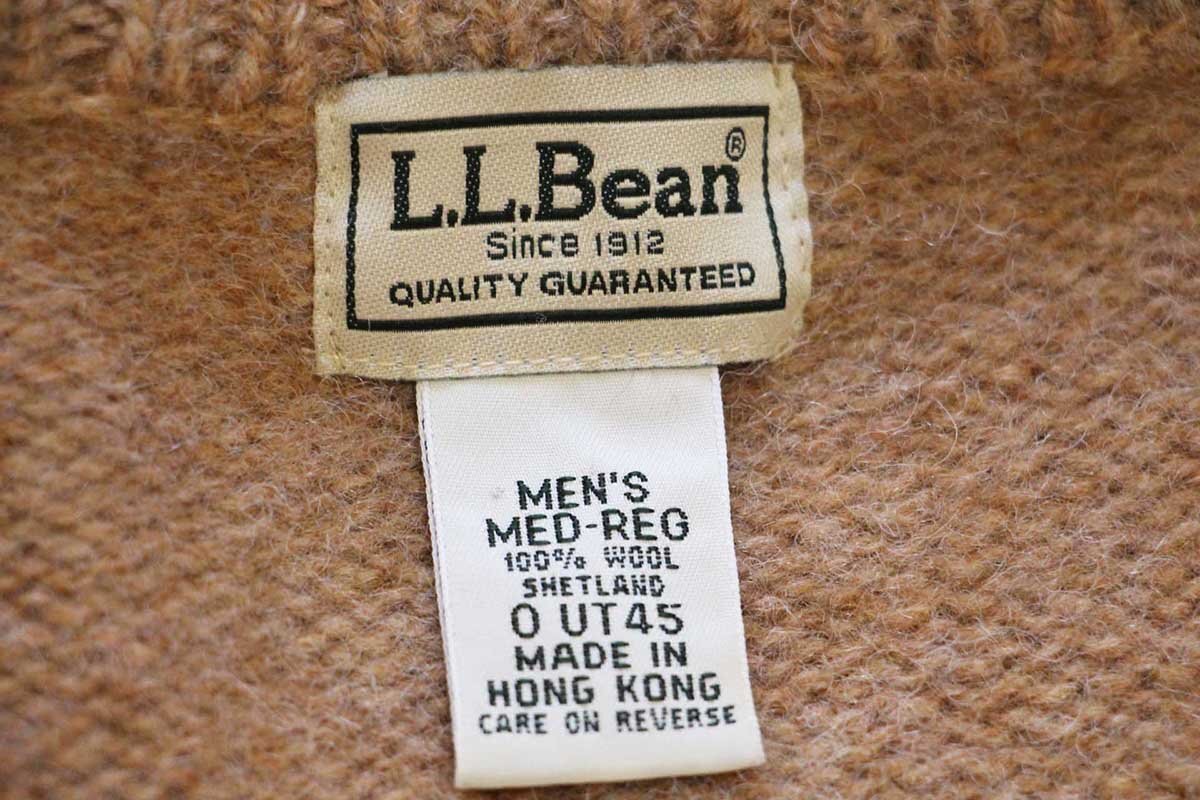 L.L.Bean®
Since 1912
QUALITY GUARANTEED
MEN'S
MED-REG
100% WOOL
SHETLAND
0 UT45
MADE IN
HONG KONG
CARE ON REVERSE